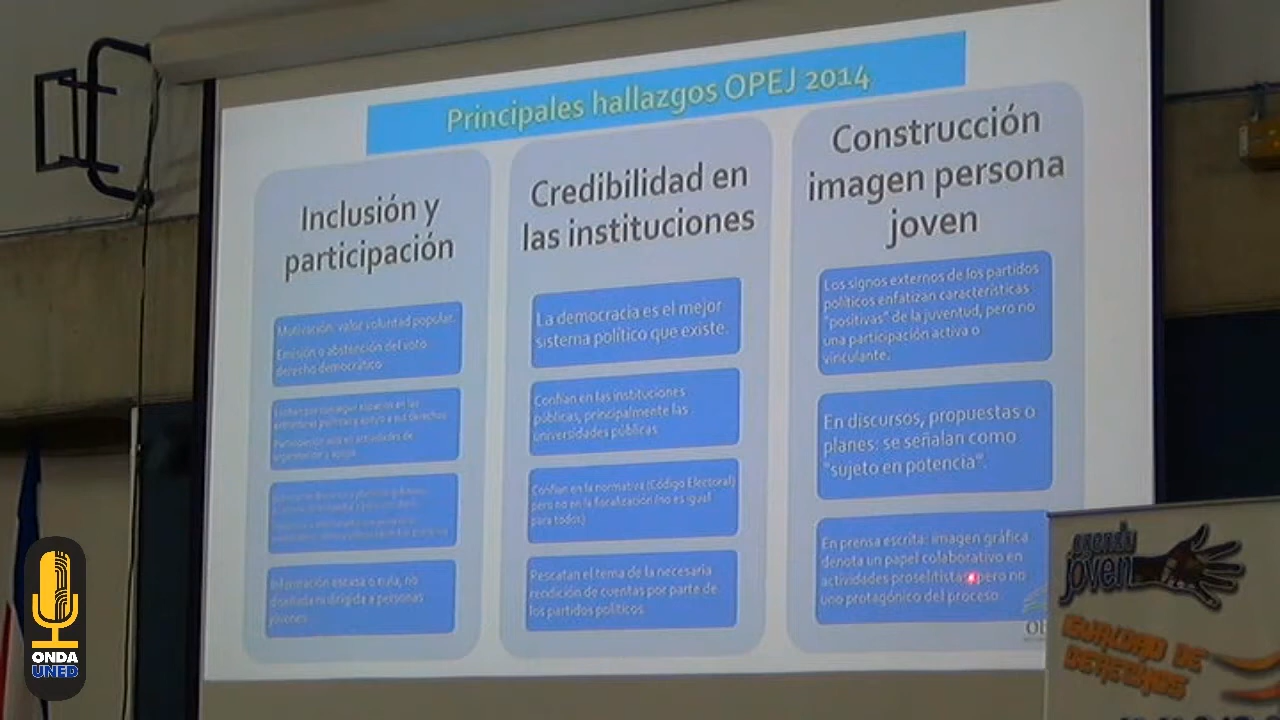 Principales hallazgos OPEJ 2014
Inclusión y
participación
Motivación: valor voluntad popular.
Emisión o abstención del voto
derecho democrático
Información escasa o nula, no
diseñada ni dirigida a personas
jóvenes
Credibilidad en
las instituciones
La democracia es el mejor
sistema político que existe.
Confían en las instituciones
públicas, principalmente las
universidades públicas
Confían en la normativa (Código Electoral)
pero no en la fiscalización (no es igual
para todos)
Rescatan el tema de la necesaria
rendición de cuentas por parte de
los partidos políticos.
Construcción
imagen persona
joven
Los signos externos de los partidos
políticos enfatizan características
"positivas" de la juventud, pero no
una participación activa o
vinculante.
En discursos, propuestas o
planes: se señalan como
"sujeto en potencia".
En prensa escrita: imagen gráfica
denota un papel colaborativo en
actividades proselitistas pero no
uno protagónico del proceso
agenda
joven
IGUALDAD DE
DERECHOS
ONDA
UNED